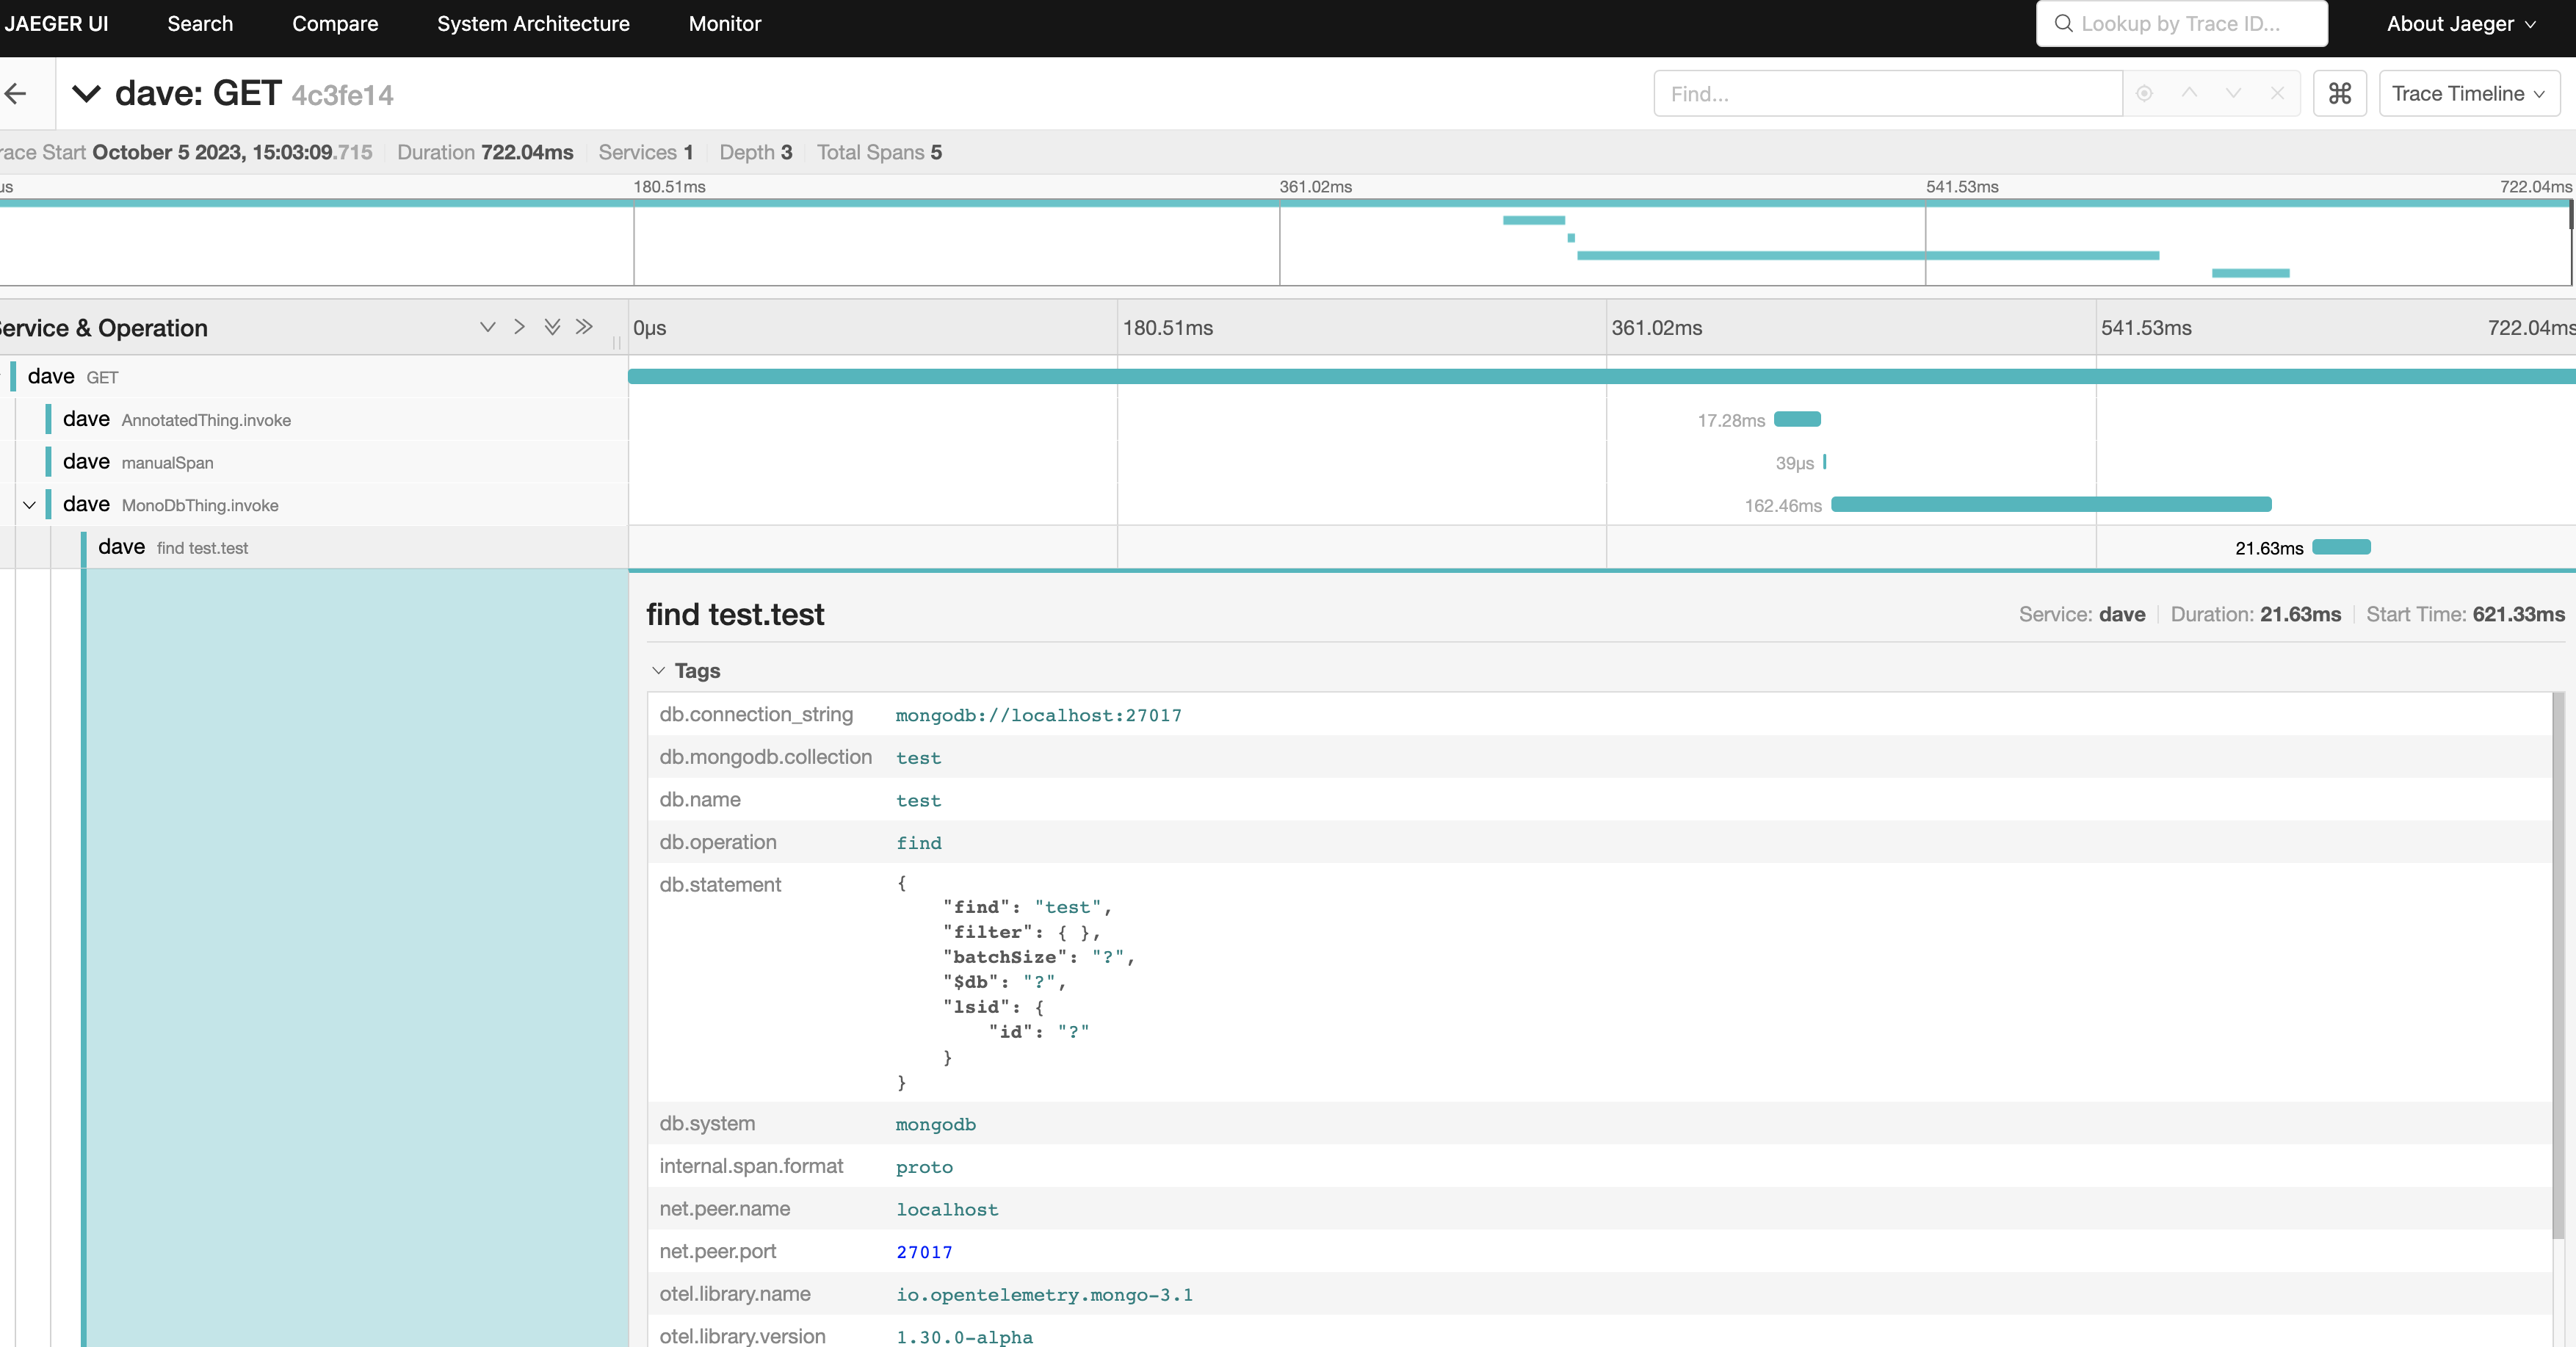 JAEGER UI Search Compare System Architecture Monitor Lookup by Trace ID... About Jaeger
dave: GET 4c3fe14 Find... ⌘ Trace Timeline
race Start October 5 2023, 15:03:09.715 Duration 722.04ms Services 1 Depth 3 Total Spans 5
µs 180.51ms 361.02ms 541.53ms 722.04ms
Service & Operation 0µs 180.51ms 361.02ms 541.53ms 722.04ms
dave GET
dave AnnotatedThing.invoke 17.28ms
dave manualSpan 39µs
dave MonoDbThing.invoke 162.46ms
dave find test.test 21.63ms
find test.test Service: dave Duration: 21.63ms Start Time: 621.33ms
Tags
db.connection_string mongodb://localhost:27017
db.mongodb.collection test
db.name test
db.operation find
db.statement {
"find": "test",
"filter": { },
"batchSize": "?",
"$db": "?",
"lsid": {
"id": "?"
}
}
db.system mongodb
internal.span.format proto
net.peer.name localhost
net.peer.port 27017
otel.library.name io.opentelemetry.mongo-3.1
otel.library.version 1.30.0-alpha